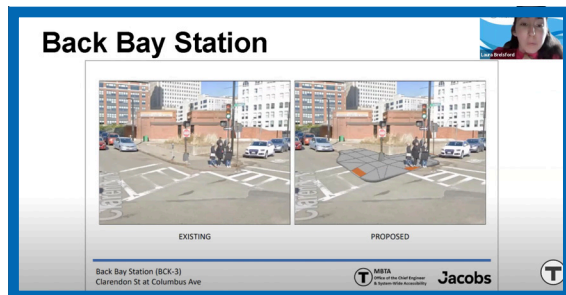 Back Bay Station
Laura Brelsford
EXISTING
PROPOSED
Back Bay Station (BCK-3)
Clarendon St at Columbus Ave
T
MBTA
Office of the Chief Engineer
& System-Wide Accessibility
Jacobs
T